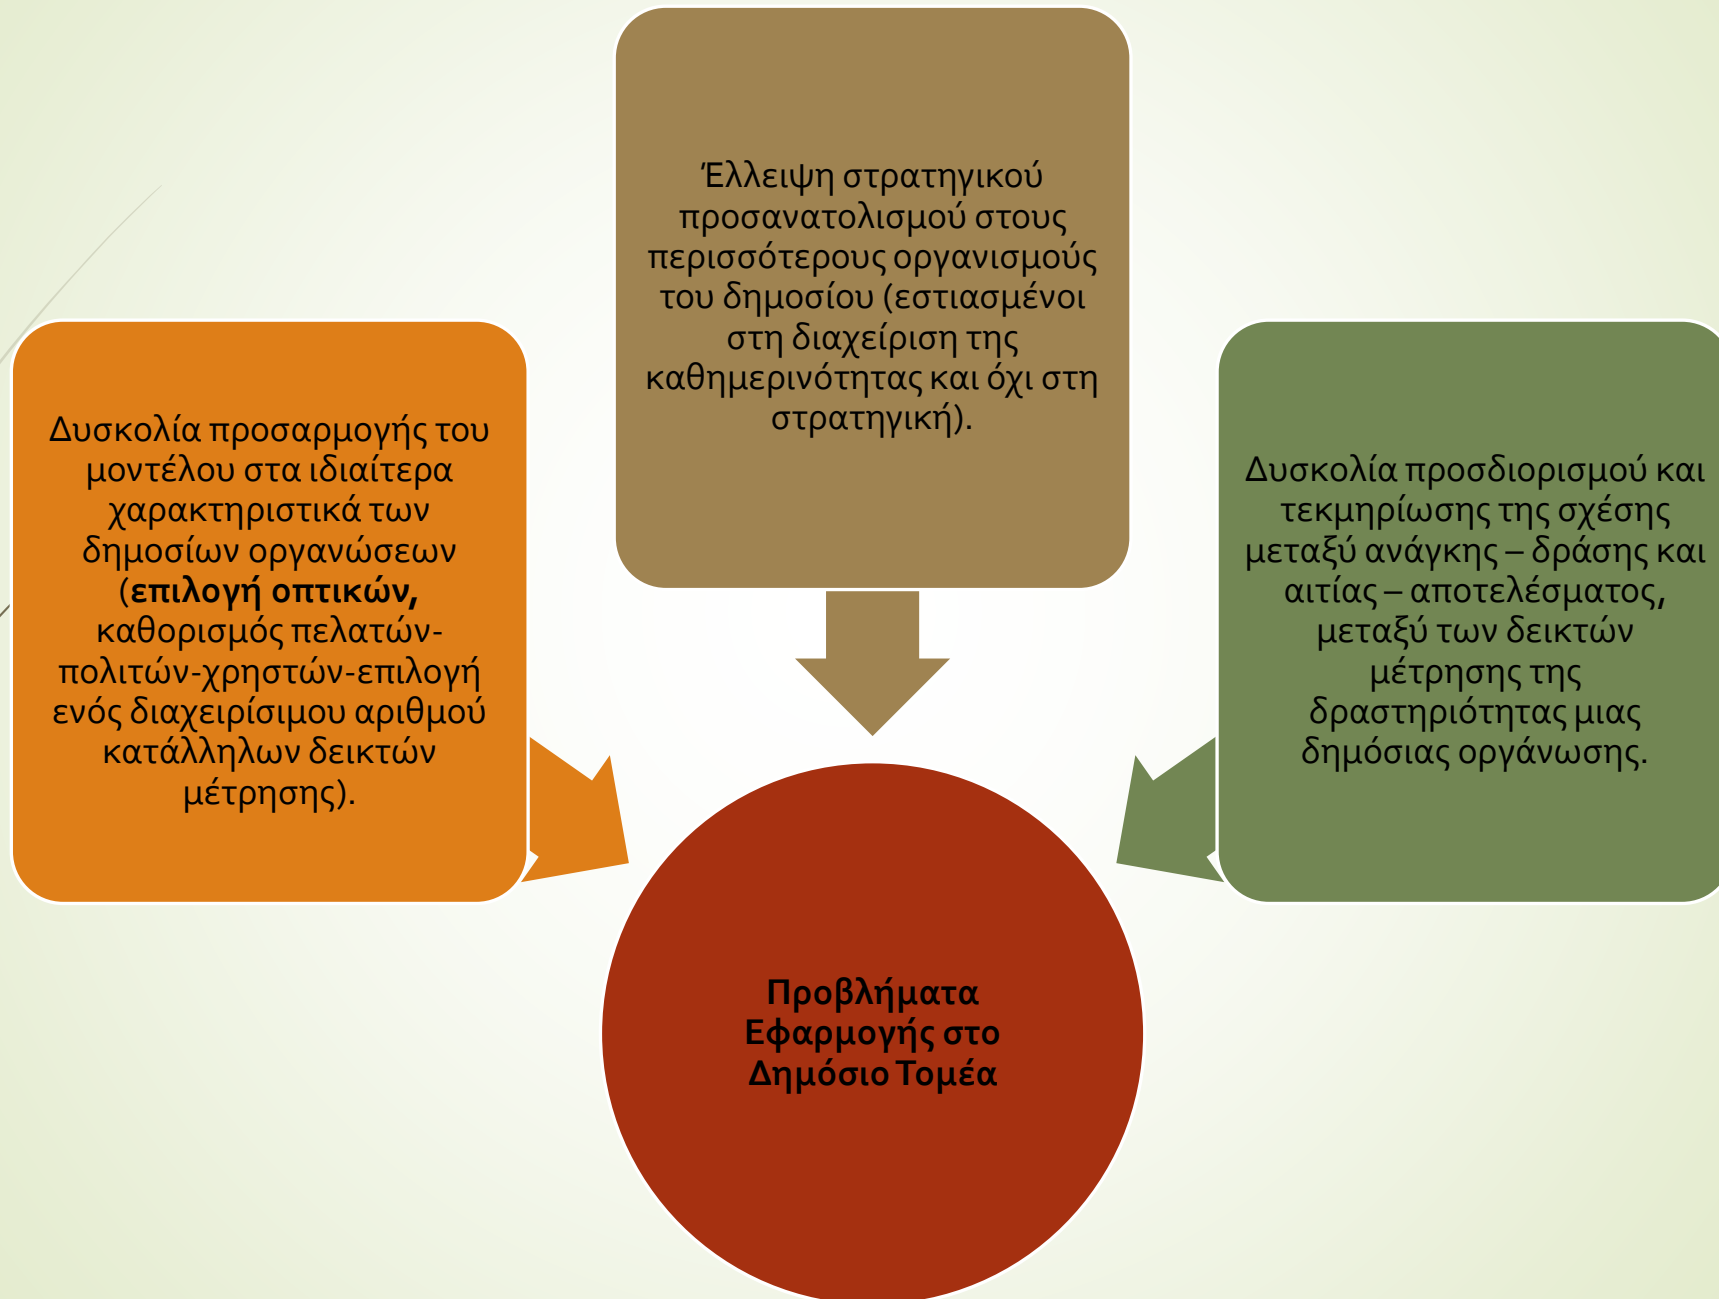 Έλλειψη στρατηγικού
προσανατολισμού στους
περισσότερους οργανισμούς
του δημοσίου (εστιασμένοι
στη διαχείριση της
καθημερινότητας και όχι στη
στρατηγική).
Δυσκολία προσαρμογής του
μοντέλου στα ιδιαίτερα
χαρακτηριστικά των
δημοσίων οργανώσεων
(επιλογή οπτικών,
καθορισμός πελατών-
πολιτών-χρηστών-επιλογή
ενός διαχειρίσιμου αριθμού
κατάλληλων δεικτών
μέτρησης).
Δυσκολία προσδιορισμού και
τεκμηρίωσης της σχέσης
μεταξύ ανάγκης – δράσης και
αιτίας – αποτελέσματος,
μεταξύ των δεικτών
μέτρησης της
δραστηριότητας μιας
δημόσιας οργάνωσης.
Προβλήματα
Εφαρμογής στο
Δημόσιο Τομέα